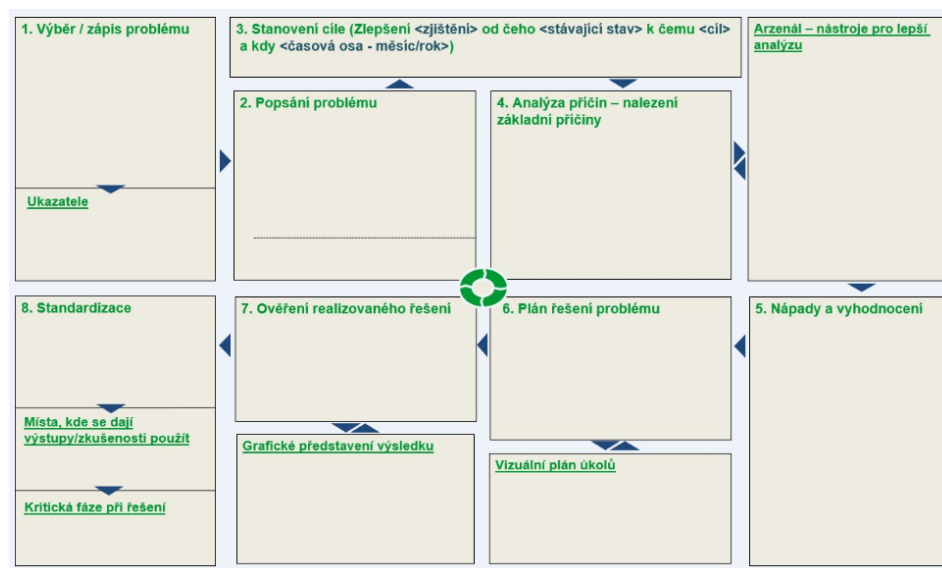 1. Výběr / zápis problému
Ukazatele
3. Stanovení cíle (Zlepšení <zjištění> od čeho <stávající stav> k čemu <cíl>
a kdy <časová osa - měsíc/rok>)
2. Popsání problému
4. Analýza příčin – nalezení
základní příčiny
Arzenál – nástroje pro lepší
analýzu
5. Nápady a vyhodnocení
6. Plán řešení problému
Vizuální plán úkolů
7. Ověření realizovaného řešení
Grafické představení výsledku
8. Standardizace
Místa, kde se dají
výstupy/zkušenosti použít
Kritická fáze při řešení